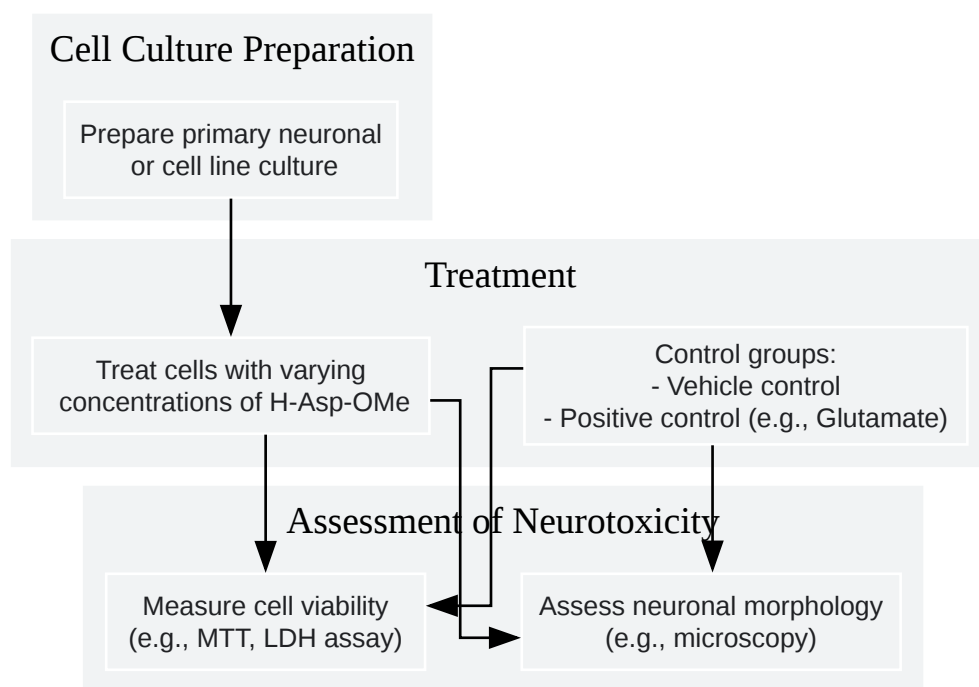 Cell Culture Preparation
Prepare primary neuronal
or cell line culture
Treatment
Treat cells with varying
concentrations of H-Asp-OMe
Control groups:
- Vehicle control
- Positive control (e.g., Glutamate)
Assessment of Neurotoxicity
Measure cell viability
(e.g., MTT, LDH assay)
Assess neuronal morphology
(e.g., microscopy)